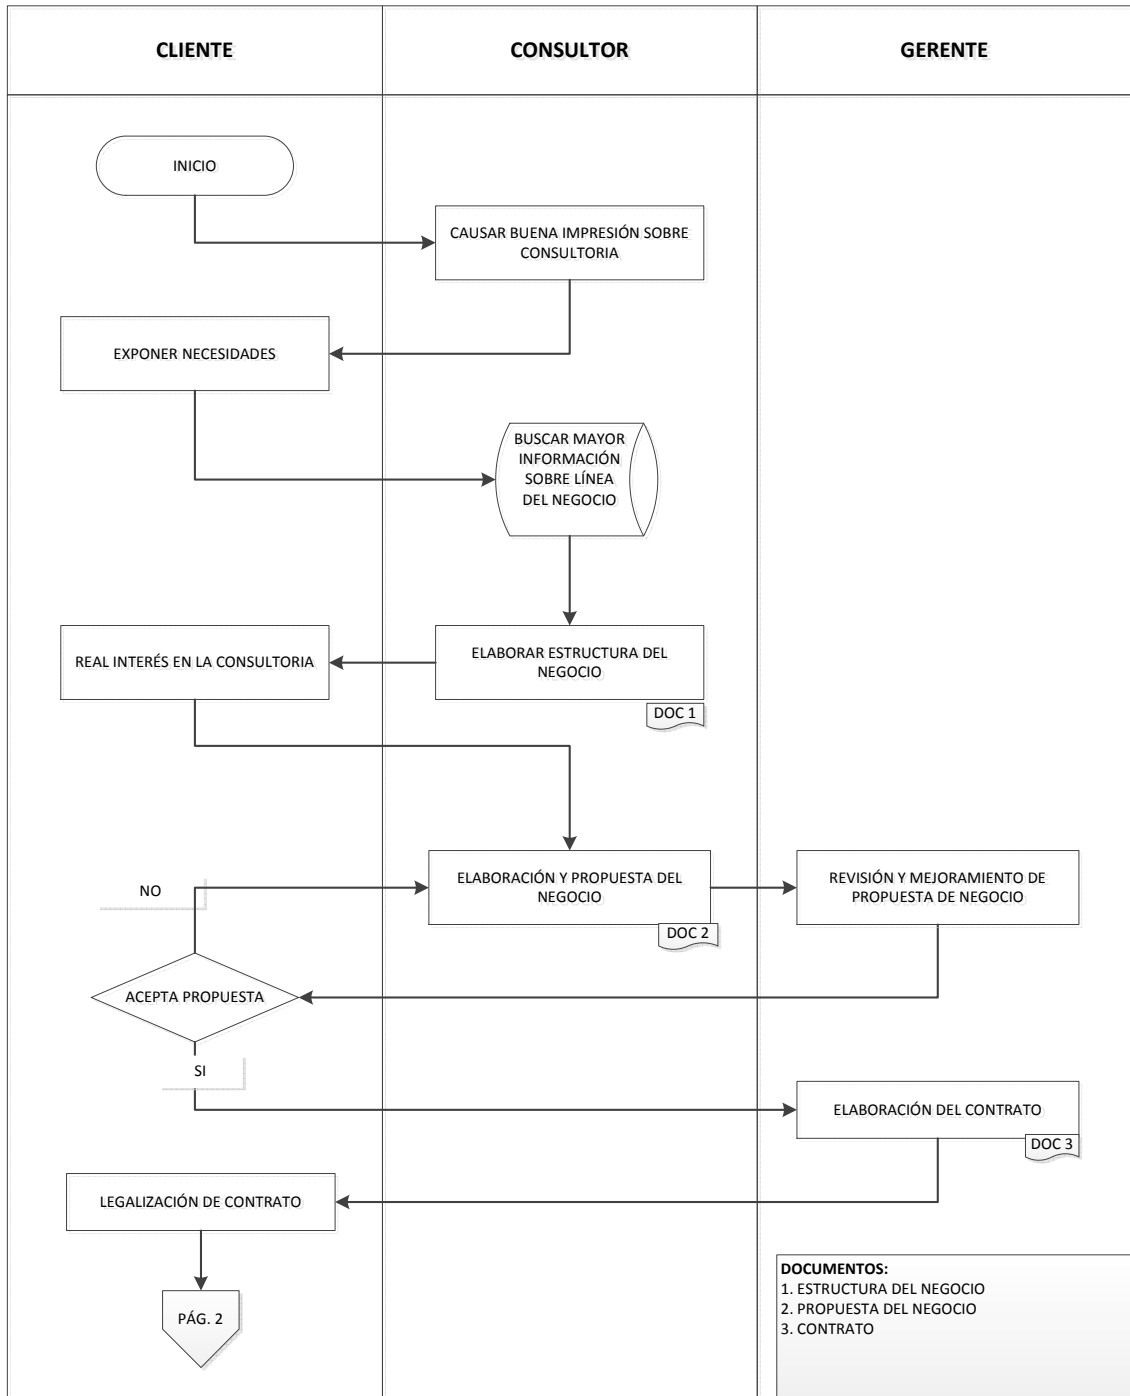 CLIENTE
CONSULTOR
GERENTE
INICIO
CAUSAR BUENA IMPRESIÓN SOBRE
CONSULTORIA
EXPONER NECESIDADES
BUSCAR MAYOR
INFORMACIÓN
SOBRE LÍNEA
DEL NEGOCIO
REAL INTERÉS EN LA CONSULTORIA
ELABORAR ESTRUCTURA DEL
NEGOCIO
DOC 1
NO
ELABORACIÓN Y PROPUESTA DEL
NEGOCIO
DOC 2
REVISIÓN Y MEJORAMIENTO DE
PROPUESTA DE NEGOCIO
ACEPTA PROPUESTA
SI
ELABORACIÓN DEL CONTRATO
DOC 3
LEGALIZACIÓN DE CONTRATO
PÁG. 2
DOCUMENTOS:
1. ESTRUCTURA DEL NEGOCIO
2. PROPUESTA DEL NEGOCIO
3. CONTRATO